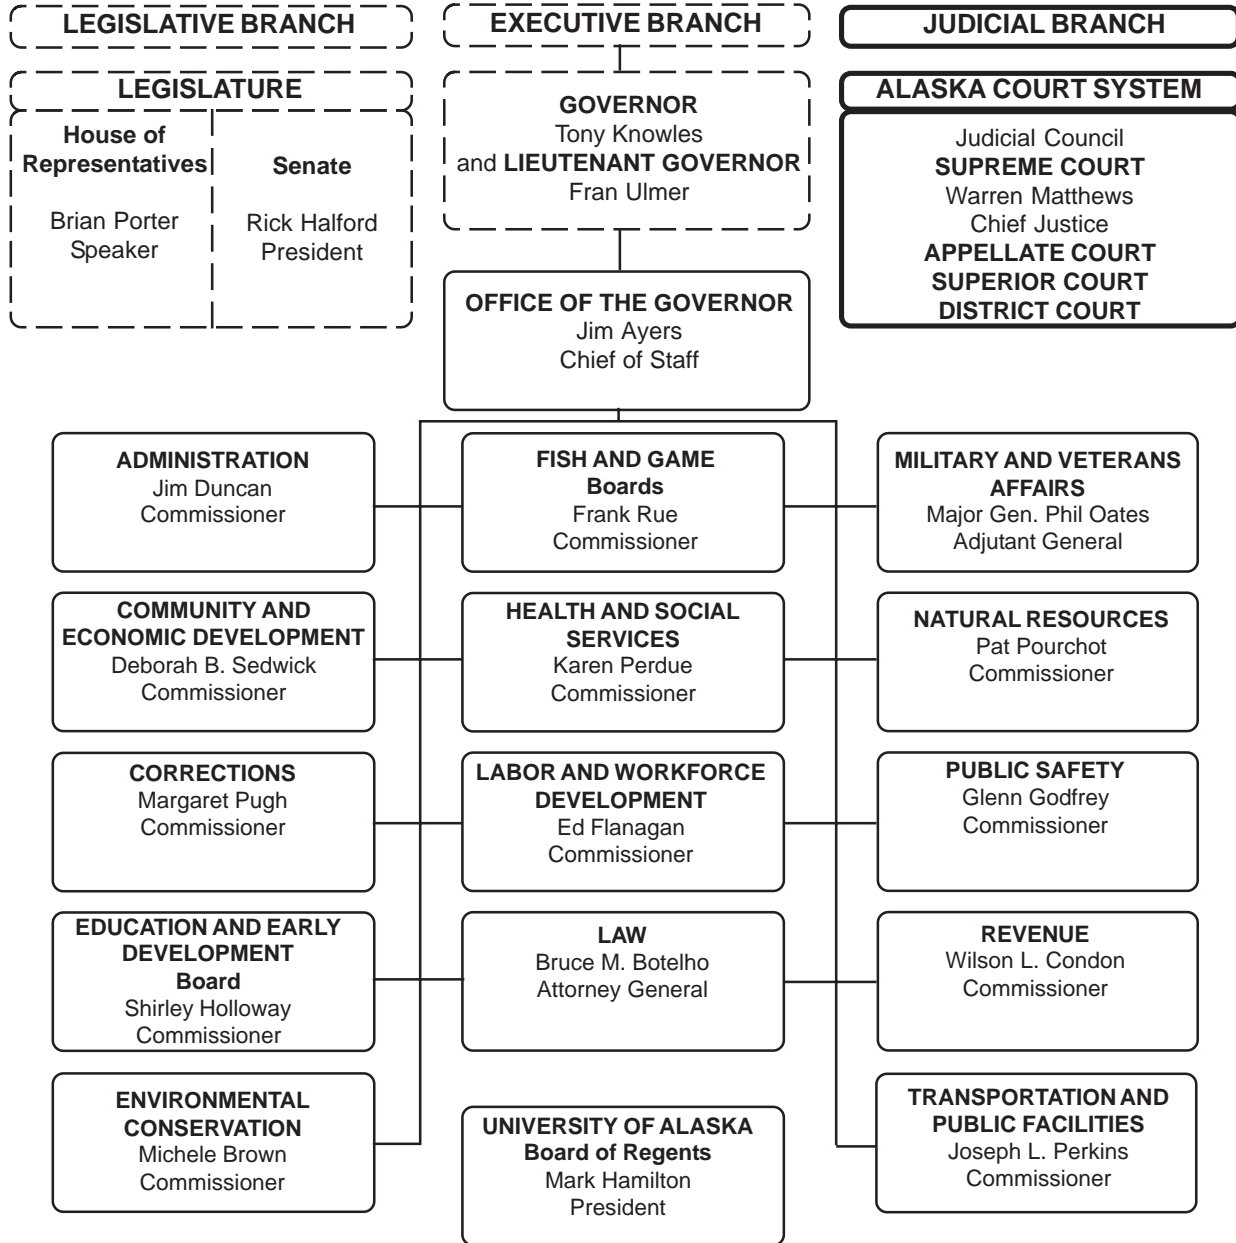 LEGISLATIVE BRANCH
LEGISLATURE
House of
Representatives
Brian Porter
Speaker
Senate
Rick Halford
President
EXECUTIVE BRANCH
GOVERNOR
Tony Knowles
and LIEUTENANT GOVERNOR
Fran Ulmer
OFFICE OF THE GOVERNOR
Jim Ayers
Chief of Staff
JUDICIAL BRANCH
ALASKA COURT SYSTEM
Judicial Council
SUPREME COURT
Warren Matthews
Chief Justice
APPELLATE COURT
SUPERIOR COURT
DISTRICT COURT
ADMINISTRATION
Jim Duncan
Commissioner
FISH AND GAME
Boards
Frank Rue
Commissioner
MILITARY AND VETERANS
AFFAIRS
Major Gen. Phil Oates
Adjutant General
COMMUNITY AND
ECONOMIC DEVELOPMENT
Deborah B. Sedwick
Commissioner
HEALTH AND SOCIAL
SERVICES
Karen Perdue
Commissioner
NATURAL RESOURCES
Pat Pourchot
Commissioner
CORRECTIONS
Margaret Pugh
Commissioner
LABOR AND WORKFORCE
DEVELOPMENT
Ed Flanagan
Commissioner
PUBLIC SAFETY
Glenn Godfrey
Commissioner
EDUCATION AND EARLY
DEVELOPMENT
Board
Shirley Holloway
Commissioner
LAW
Bruce M. Botelho
Attorney General
REVENUE
Wilson L. Condon
Commissioner
ENVIRONMENTAL
CONSERVATION
Michele Brown
Commissioner
UNIVERSITY OF ALASKA
Board of Regents
Mark Hamilton
President
TRANSPORTATION AND
PUBLIC FACILITIES
Joseph L. Perkins
Commissioner